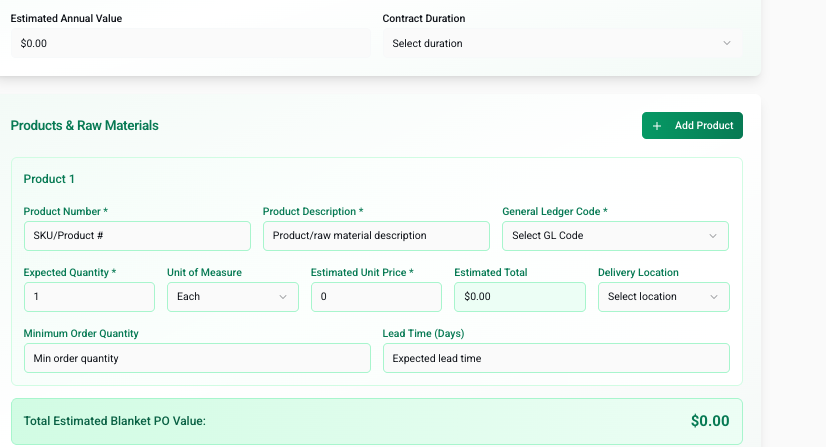 Estimated Annual Value
Contract Duration
$0.00
Select duration
Products & Raw Materials
+ Add Product
Product 1
Product Number *
Product Description *
General Ledger Code *
SKU/Product #
Product/raw material description
Select GL Code
Expected Quantity *
Unit of Measure
Estimated Unit Price *
Estimated Total
Delivery Location
1
Each
0
$0.00
Select location
Minimum Order Quantity
Lead Time (Days)
Min order quantity
Expected lead time
Total Estimated Blanket PO Value:
$0.00